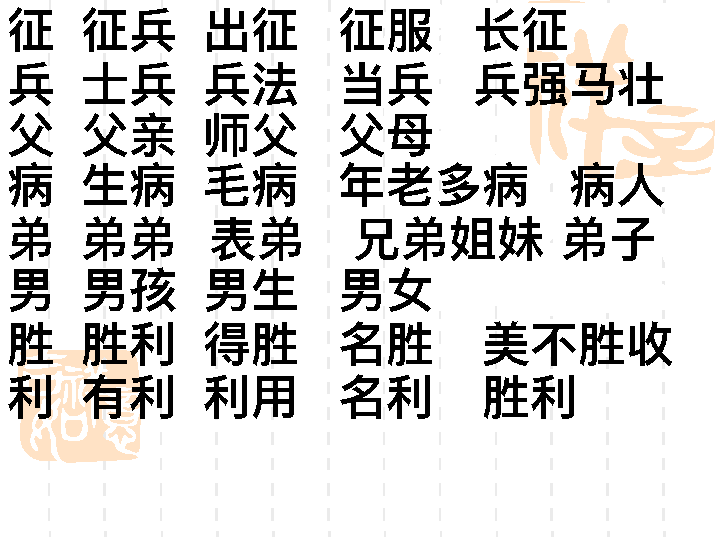 征 征兵 出征 征服 长征
兵 士兵 兵法 当兵 兵强马壮
父 父亲 师父 父母
病 生病 毛病 年老多病 病人
弟 弟弟 表弟 兄弟姐妹 弟子
男 男孩 男生 男女
胜 胜利 得胜 名胜 美不胜收
利 有利 利用 名利 胜利